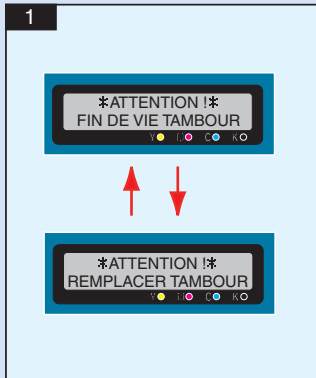 1
*ATTENTION !*
FIN DE VIE TAMBOUR
Y M C K
*ATTENTION !*
REMPLACER TAMBOUR
Y M C K